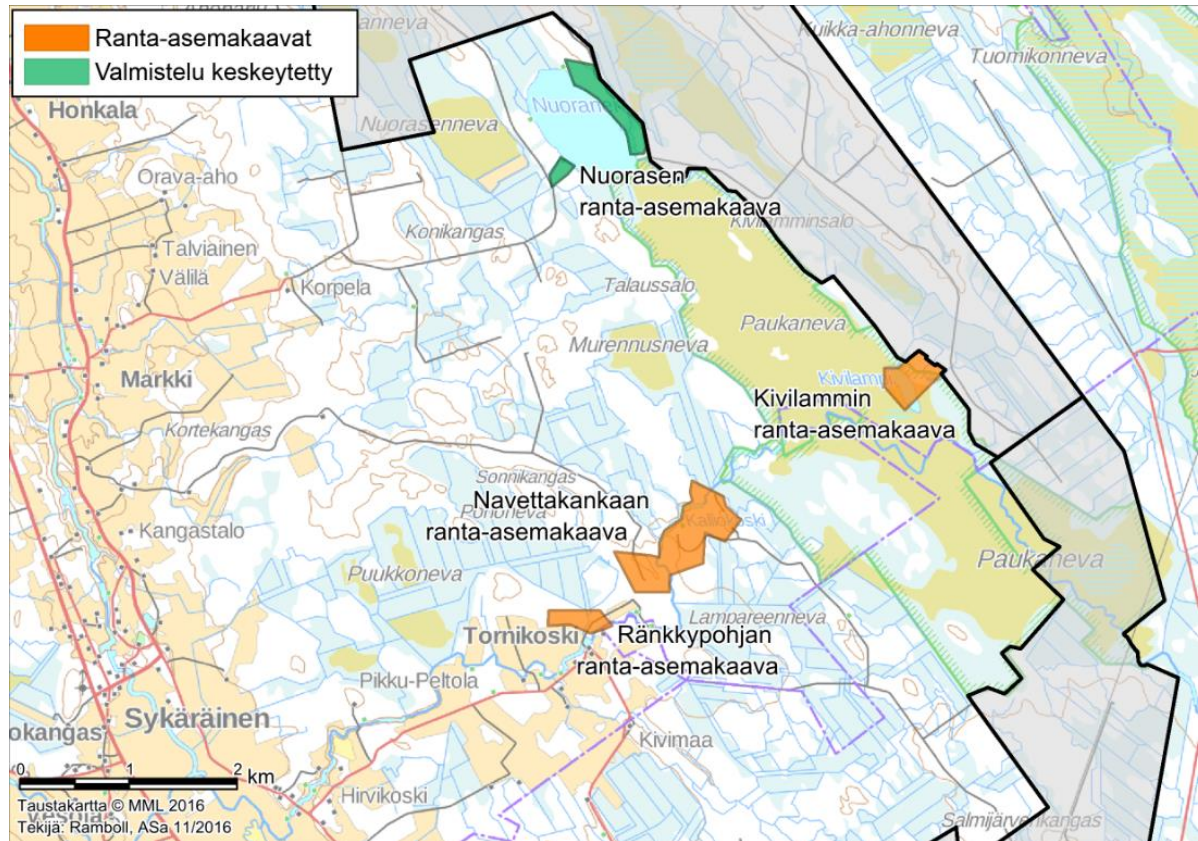 Ranta-asemakaavat
Valmistelu keskeytetty
Kuikka-ahonneva
Tuomikonneva
Honkala
Nuorasenneva
Orava-aho
Nuorasen
ranta-asemakaava
Kivilamminsalo
Konikangas
Talviainen
Välilä
Korpela
Talaussalo
Paukaneva
Murennusneva
Markki
Kivilammin
ranta-asemakaava
Kortekangas
Sonnikangas
Navettakankaan
ranta-asemakaava
Kangastalo
Puukkoneva
Paukaneva
Lampareenneva
Tornikoski
Ränkkypohjan
ranta-asemakaava
Pikku-Peltola
Sykäräinen
okangas
Kivimaa
0 1 2 km
Hirvikoski
Taustakartta © MML 2016
Tekijä: Ramboll, ASa 11/2016
Salmijärvenkangas